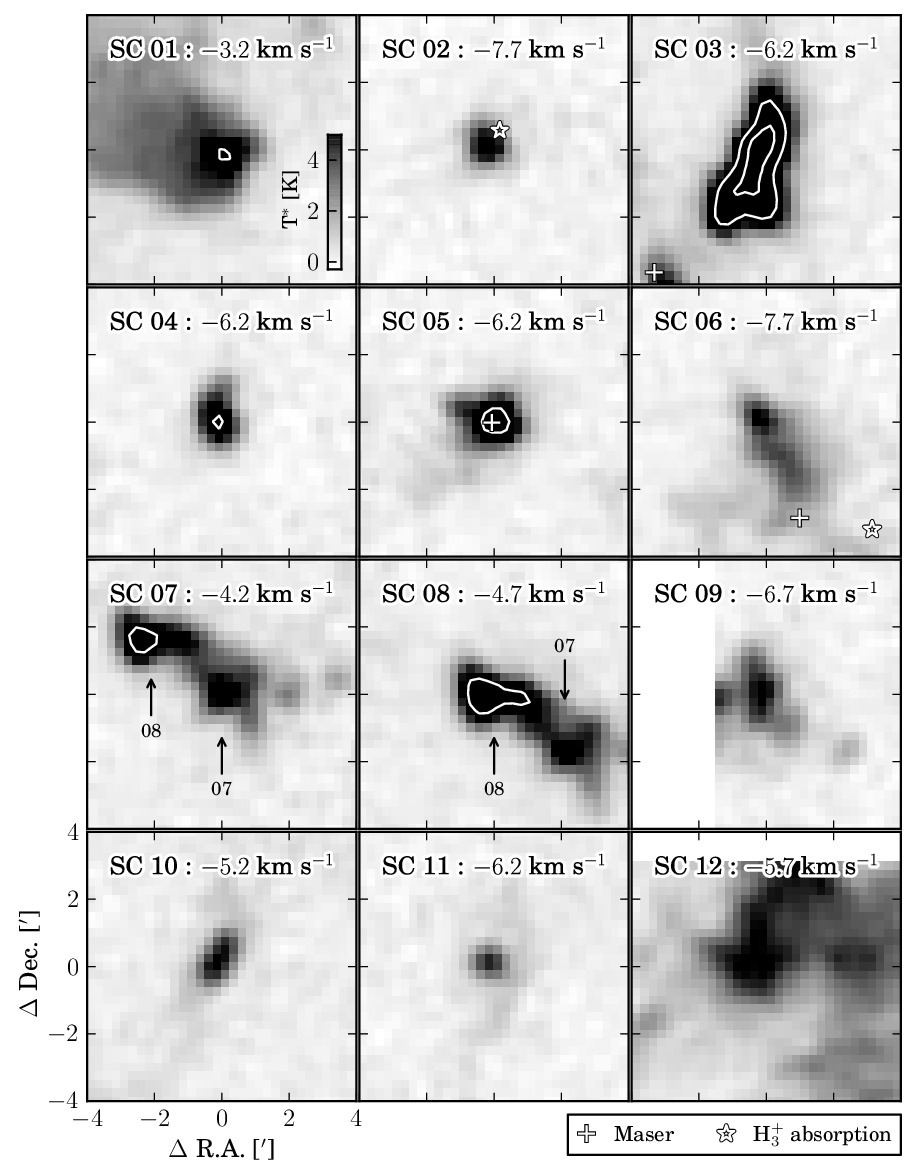 SC 01 : −3.2 km s⁻¹
SC 02 : −7.7 km s⁻¹
SC 03 : −6.2 km s⁻¹
T* [K]
4
2
0
SC 04 : −6.2 km s⁻¹
SC 05 : −6.2 km s⁻¹
SC 06 : −7.7 km s⁻¹
SC 07 : −4.2 km s⁻¹
SC 08 : −4.7 km s⁻¹
SC 09 : −6.7 km s⁻¹
08
07
07
08
SC 10 : −5.2 km s⁻¹
SC 11 : −6.2 km s⁻¹
SC 12 : −5.7 km s⁻¹
Δ Dec. [′]
4
2
0
−2
−4
−4
−2
0
2
4
Δ R.A. [′]
Maser
H₃⁺ absorption